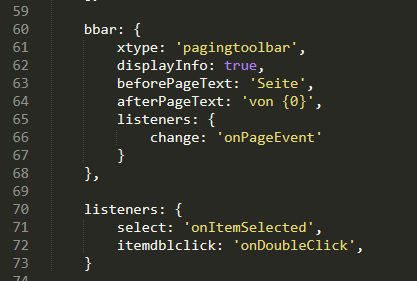 59
60 bbar: {
61 xtype: 'pagingtoolbar',
62 displayInfo: true,
63 beforePageText: 'Seite',
64 afterPageText: 'von {0}',
65 listeners: {
66 change: 'onPageEvent'
67 }
68 },
69
70 listeners: {
71 select: 'onItemSelected',
72 itemdblclick: 'onDoubleClick',
73 }
74